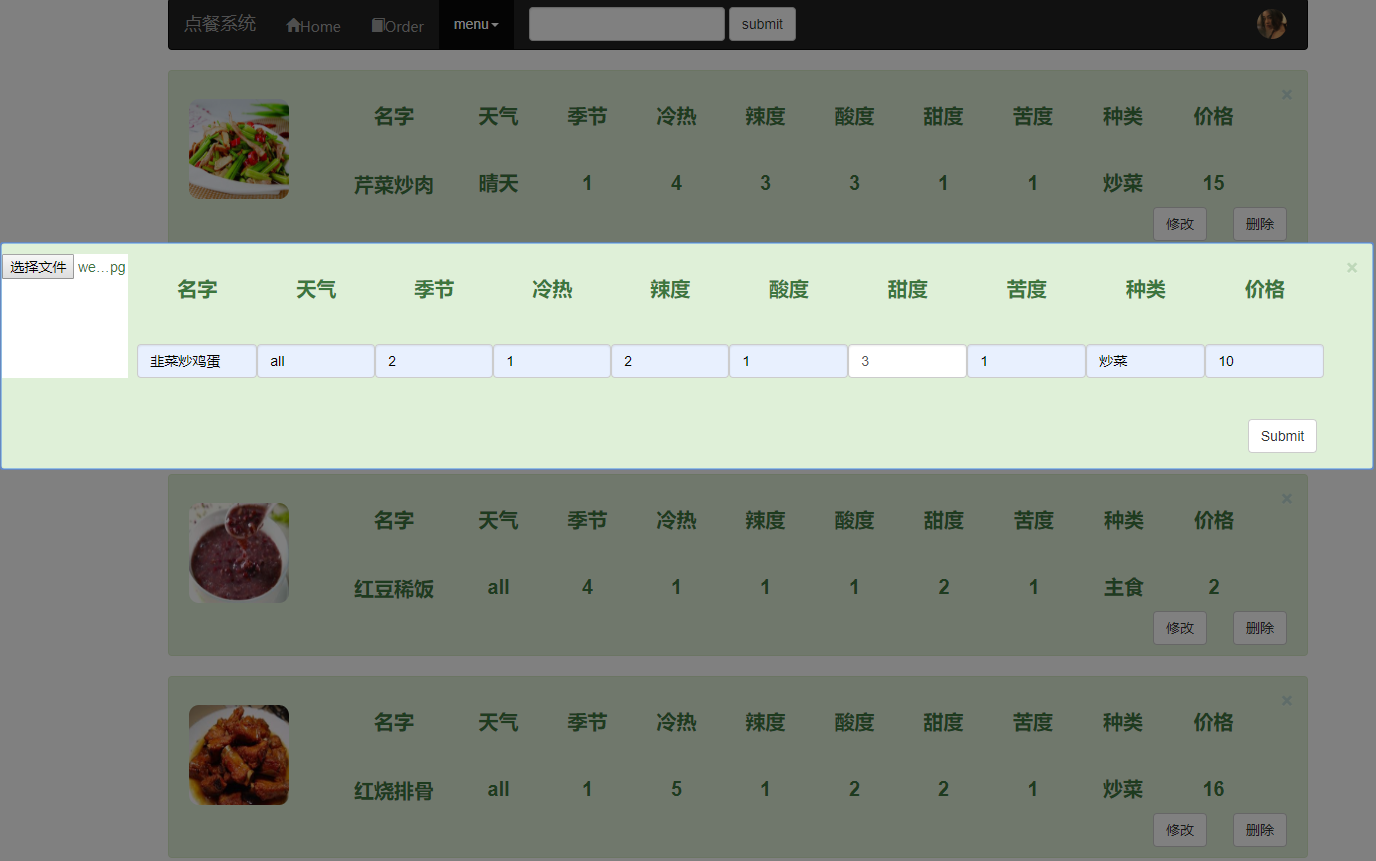 点餐系统 Home Order menu submit
×
名字 天气 季节 冷热 辣度 酸度 甜度 苦度 种类 价格
芹菜炒肉 晴天 1 4 3 3 1 1 炒菜 15
修改 删除
选择文件 we...pg
×
名字 天气 季节 冷热 辣度 酸度 甜度 苦度 种类 价格
韭菜炒鸡蛋 all 2 1 2 1 3 1 炒菜 10
Submit
×
名字 天气 季节 冷热 辣度 酸度 甜度 苦度 种类 价格
红豆稀饭 all 4 1 1 1 2 1 主食 2
修改 删除
×
名字 天气 季节 冷热 辣度 酸度 甜度 苦度 种类 价格
红烧排骨 all 1 5 1 2 2 1 炒菜 16
修改 删除